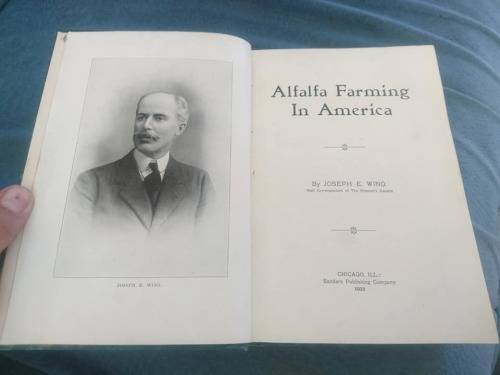 JOSEPH E. WING.
Alfalfa Farming
In America
By JOSEPH E. WING
Staff Correspondent of The Breeder's Gazette
CHICAGO, ILL.:
Sanders Publishing Company